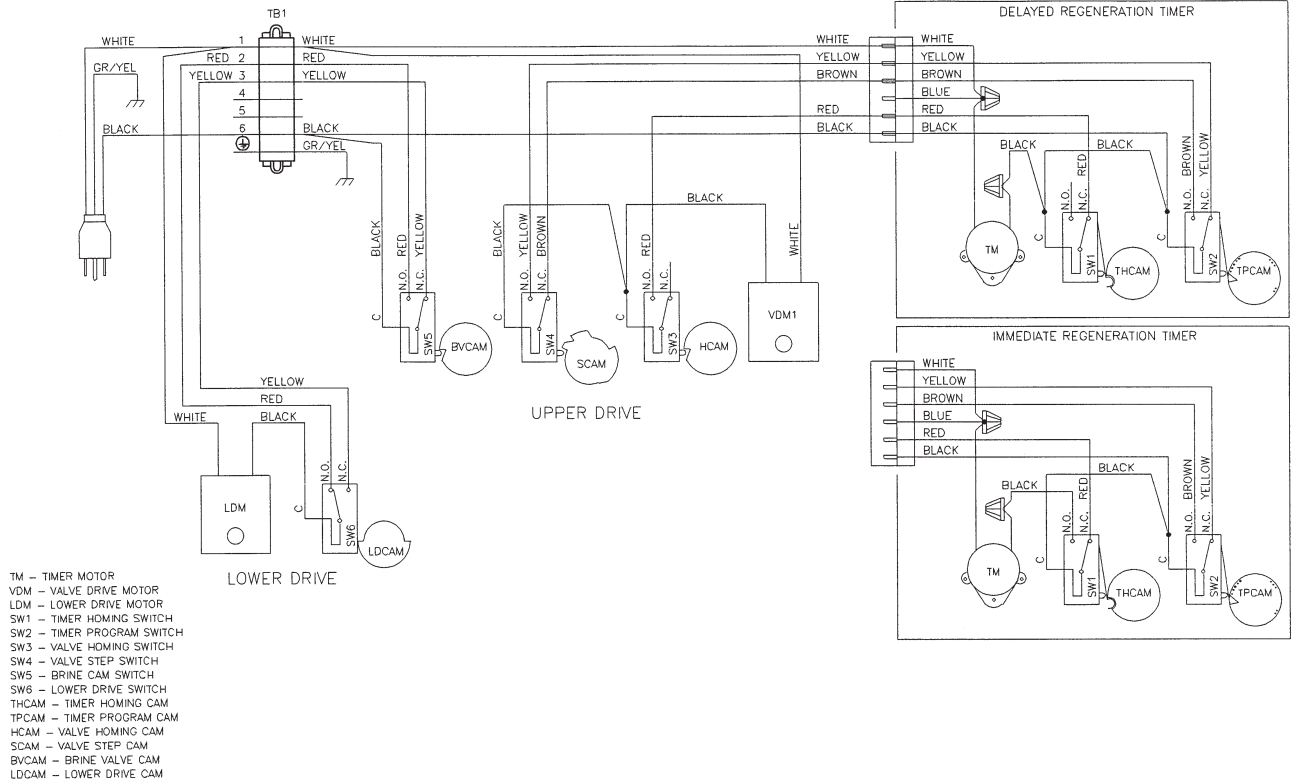 TB1
DELAYED REGENERATION TIMER
WHITE 1 WHITE
RED 2 RED
YELLOW 3 YELLOW
4
5
BLACK 6 BLACK
GR/YEL
GR/YEL
WHITE WHITE
YELLOW YELLOW
BROWN BROWN
BLUE
RED RED
BLACK BLACK
BLACK
BLACK
RED
BROWN
YELLOW
N.O.
N.C.
N.O.
N.C.
C
C
TM
SW1
THCAM
SW2
TPCAM
BLACK
RED
YELLOW
N.O.
N.C.
C
SW5
BVCAM
BLACK
YELLOW
BROWN
N.O.
N.C.
C
SW4
SCAM
BLACK
RED
N.O.
N.C.
C
SW3
HCAM
WHITE
VDM1
UPPER DRIVE
YELLOW
RED
WHITE
BLACK
N.O.
N.C.
C
LDM
SW6
LDCAM
LOWER DRIVE
IMMEDIATE REGENERATION TIMER
WHITE
YELLOW
BROWN
BLUE
RED
BLACK
BLACK
BLACK
RED
BROWN
YELLOW
N.O.
N.C.
N.O.
N.C.
C
C
TM
SW1
THCAM
SW2
TPCAM
TM – TIMER MOTOR
VDM – VALVE DRIVE MOTOR
LDM – LOWER DRIVE MOTOR
SW1 – TIMER HOMING SWITCH
SW2 – TIMER PROGRAM SWITCH
SW3 – VALVE HOMING SWITCH
SW4 – VALVE STEP SWITCH
SW5 – BRINE CAM SWITCH
SW6 – LOWER DRIVE SWITCH
THCAM – TIMER HOMING CAM
TPCAM – TIMER PROGRAM CAM
HCAM – VALVE HOMING CAM
SCAM – VALVE STEP CAM
BVCAM – BRINE VALVE CAM
LDCAM – LOWER DRIVE CAM